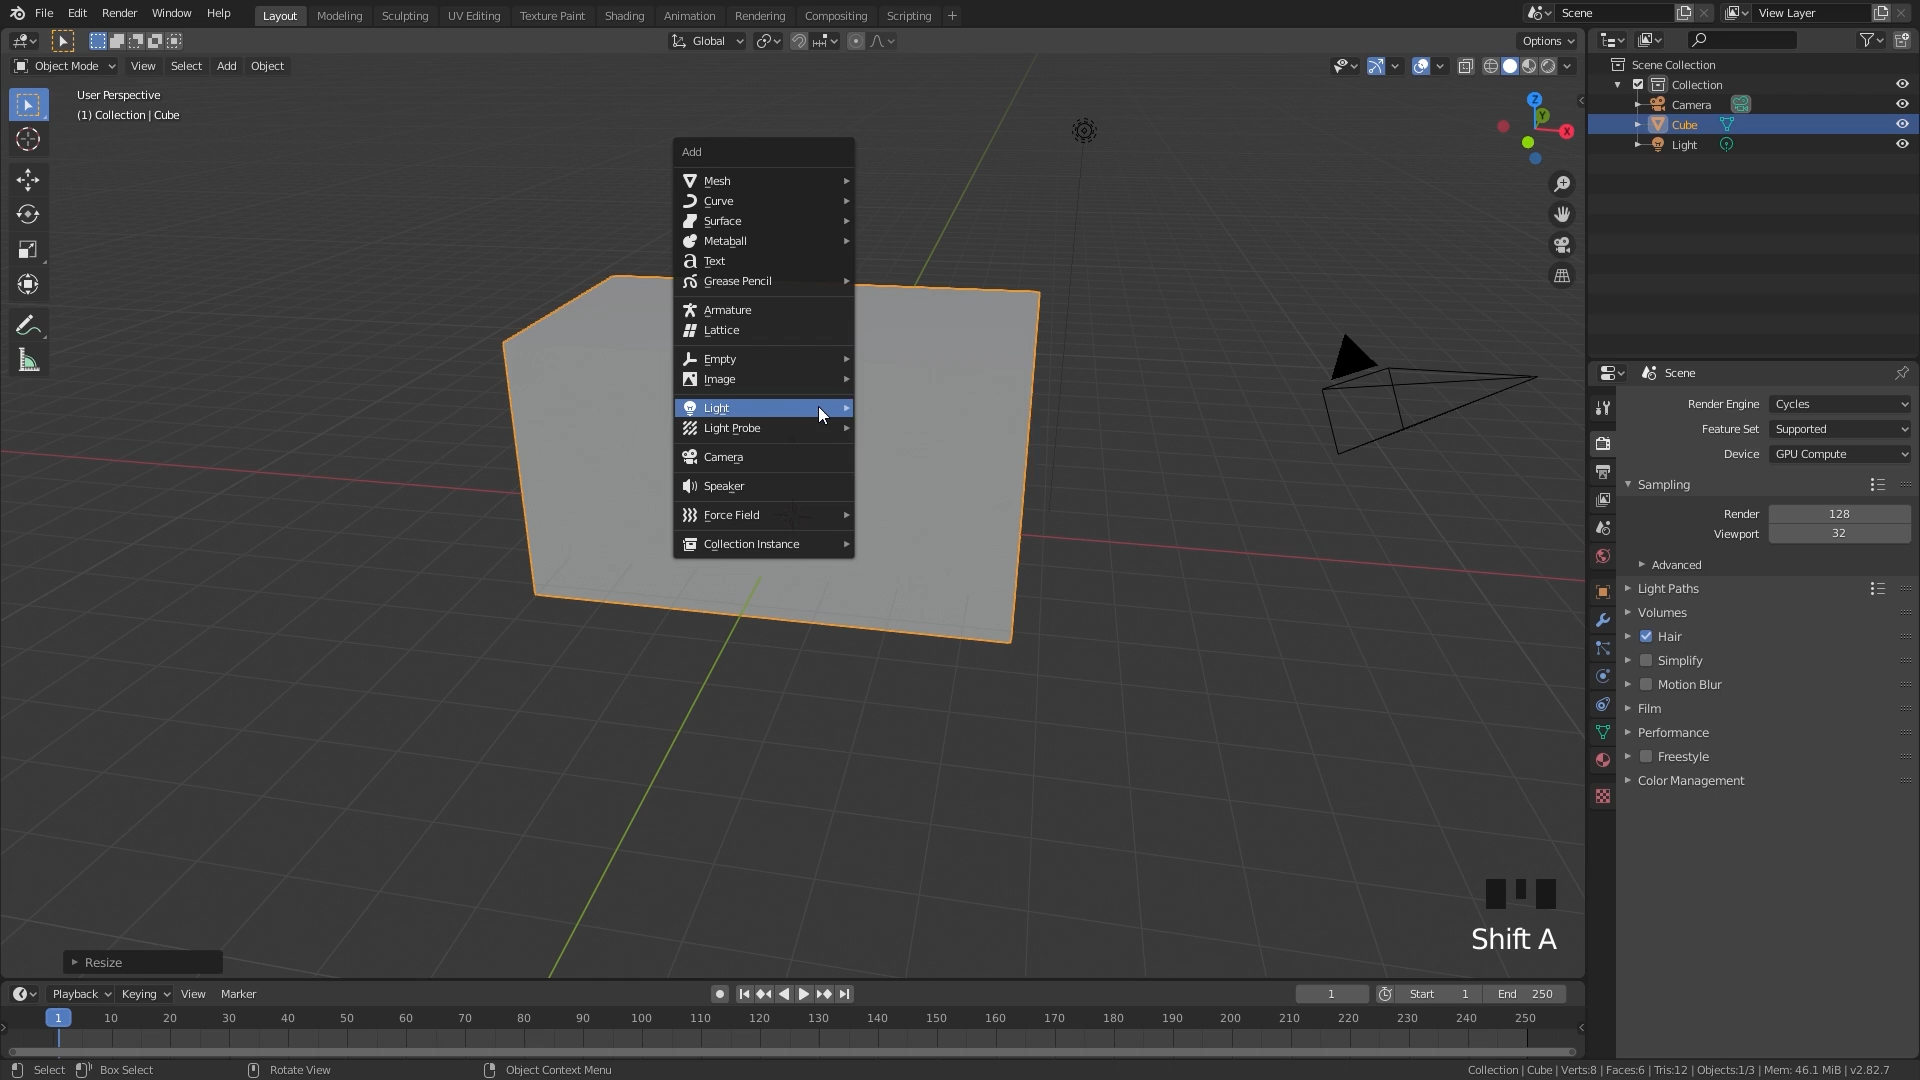 File Edit Render Window Help
Layout Modeling Sculpting UV Editing Texture Paint Shading Animation Rendering Compositing Scripting +
Scene
View Layer
Global
Options
Object Mode View Select Add Object
User Perspective
(1) Collection | Cube
Z
Y
X
Add
Mesh
Curve
Surface
Metaball
Text
Grease Pencil
Armature
Lattice
Empty
Image
Light
Light Probe
Camera
Speaker
Force Field
Collection Instance
Shift A
Resize
Scene Collection
Collection
Camera
Cube
Light
Scene
Render Engine Cycles
Feature Set Supported
Device GPU Compute
Sampling
Render 128
Viewport 32
Advanced
Light Paths
Volumes
Hair
Simplify
Motion Blur
Film
Performance
Freestyle
Color Management
Playback Keying View Marker
1 Start 1 End 250
1 10 20 30 40 50 60 70 80 90 100 110 120 130 140 150 160 170 180 190 200 210 220 230 240 250
Select Box Select Rotate View Object Context Menu
Collection | Cube | Verts:8 | Faces:6 | Tris:12 | Objects:1/3 | Mem: 46.1 MiB | v2.82.7